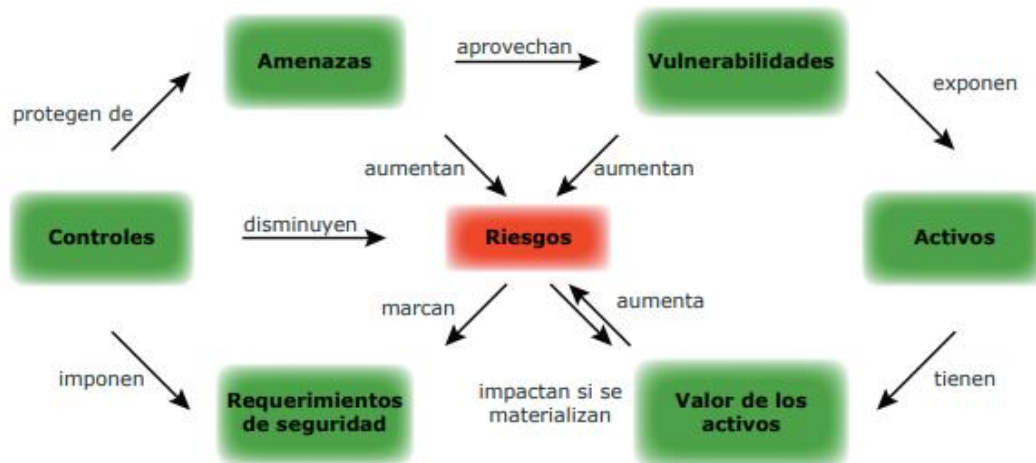 Amenazas
aprovechan
Vulnerabilidades
protegen de
exponen
aumentan
aumentan
Controles
disminuyen
Riesgos
Activos
marcan
aumenta
imponen
Requerimientos
de seguridad
impactan si se
materializan
Valor de los
activos
tienen